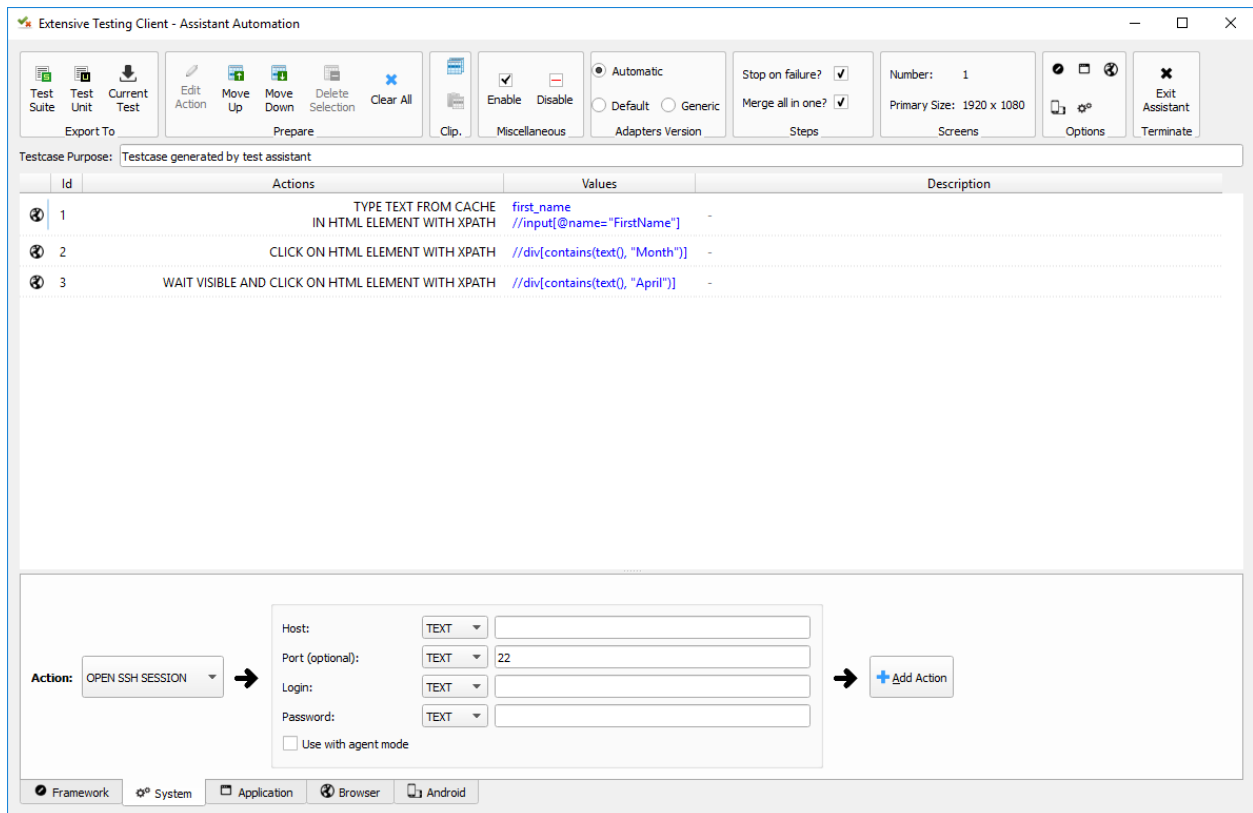 Extensive Testing Client - Assistant Automation
Test Suite
Test Unit
Current Test
Export To
Edit Action
Move Up
Move Down
Delete Selection
Clear All
Prepare
Clip.
Enable
Disable
Miscellaneous
Automatic
Default
Generic
Adapters Version
Stop on failure?
Merge all in one?
Steps
Number: 1
Primary Size: 1920 x 1080
Screens
Options
Exit Assistant
Terminate
Testcase Purpose: Testcase generated by test assistant
Id Actions Values Description
1 TYPE TEXT FROM CACHE first_name
IN HTML ELEMENT WITH XPATH //input[@name="FirstName"] -
2 CLICK ON HTML ELEMENT WITH XPATH //div[contains(text(), "Month")] -
3 WAIT VISIBLE AND CLICK ON HTML ELEMENT WITH XPATH //div[contains(text(), "April")] -
Action: OPEN SSH SESSION
Host: TEXT
Port (optional): TEXT 22
Login: TEXT
Password: TEXT
Use with agent mode
Add Action
Framework System Application Browser Android